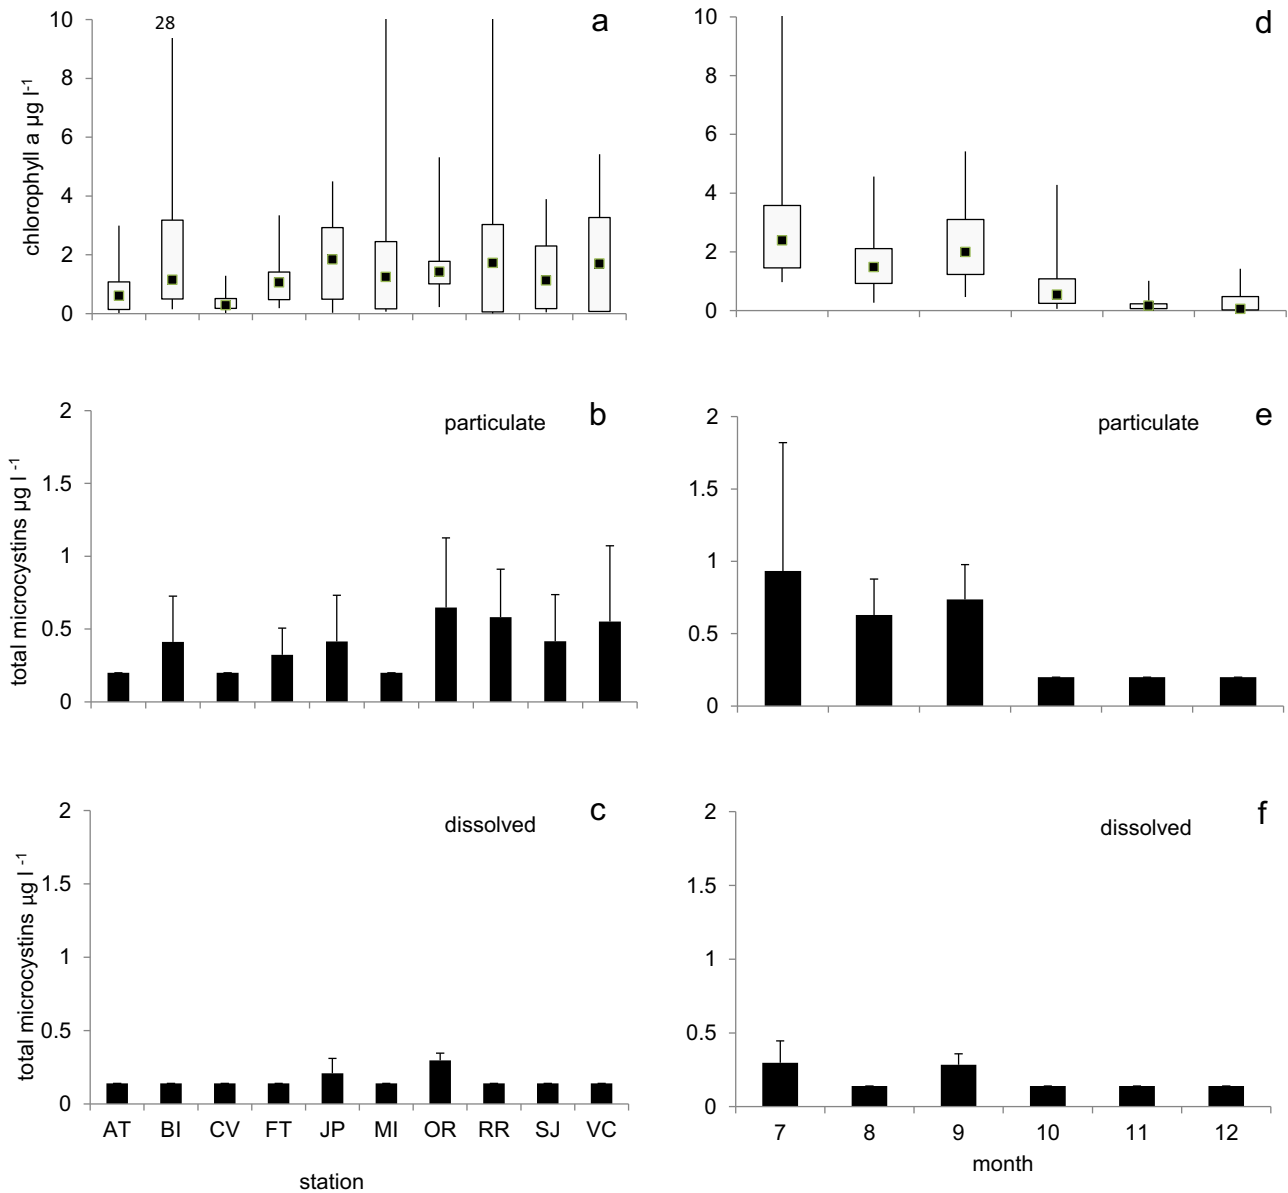 a
28
10
8
6
4
2
0
chlorophyll a µg l-1
d
10
8
6
4
2
0
b
particulate
2
1.5
1
0.5
0
total microcystins µg l -1
e
particulate
2
1.5
1
0.5
0
c
dissolved
2
1.5
1
0.5
0
total microcystins µg l -1
AT BI CV FT JP MI OR RR SJ VC
station
f
dissolved
2
1.5
1
0.5
0
7 8 9 10 11 12
month